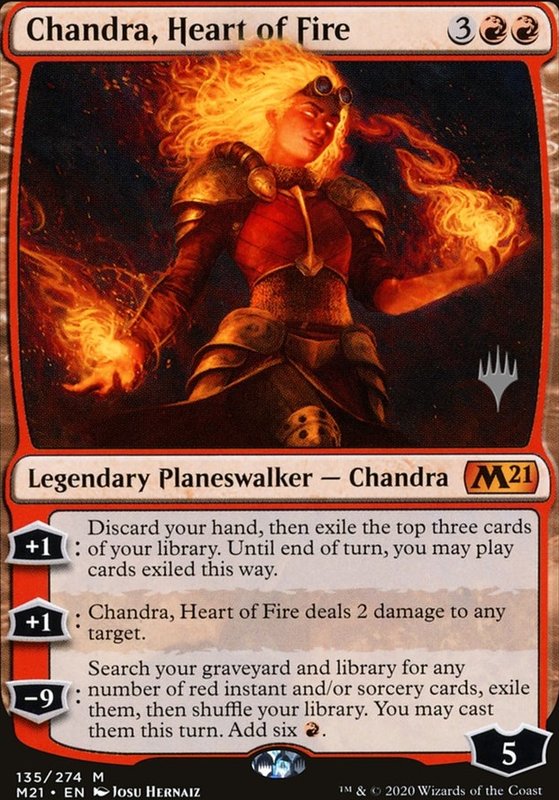 Chandra, Heart of Fire 3
Legendary Planeswalker — Chandra M21
+1: Discard your hand, then exile the top three cards
of your library. Until end of turn, you may play
cards exiled this way.
+1: Chandra, Heart of Fire deals 2 damage to any
target.
Search your graveyard and library for any
-9: number of red instant and/or sorcery cards, exile
them, then shuffle your library. You may cast
them this turn. Add six .
5
135/274 M
M21 • EN Josu Hernaiz ™ & © 2020 Wizards of the Coast